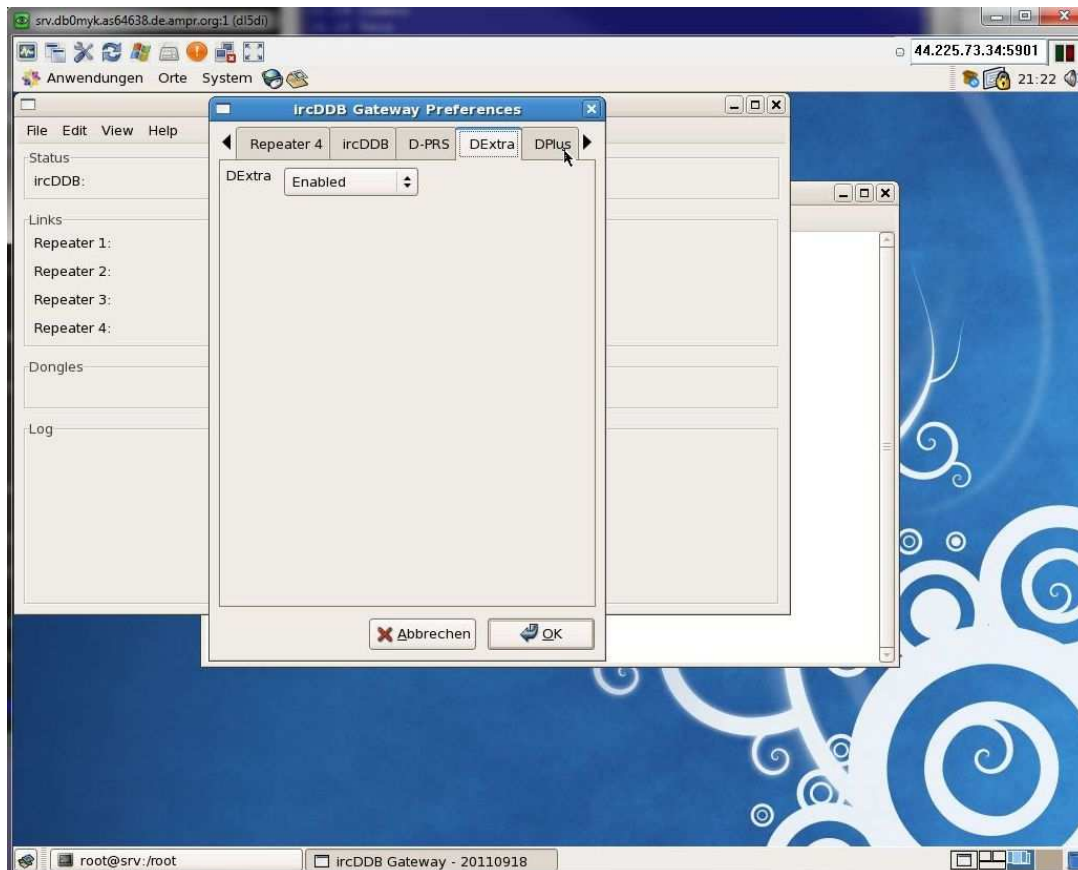 srv.db0myk.as64638.de.ampr.org:1 (dl5di)
44.225.73.34:5901
Anwendungen Orte System
21:22
ircDDB Gateway Preferences
File Edit View Help
Repeater 4 ircDDB D-PRS DExtra DPlus
Status
ircDDB:
DExtra Enabled
Links
Repeater 1:
Repeater 2:
Repeater 3:
Repeater 4:
Dongles
Log
Abbrechen OK
root@srv:/root
ircDDB Gateway - 20110918